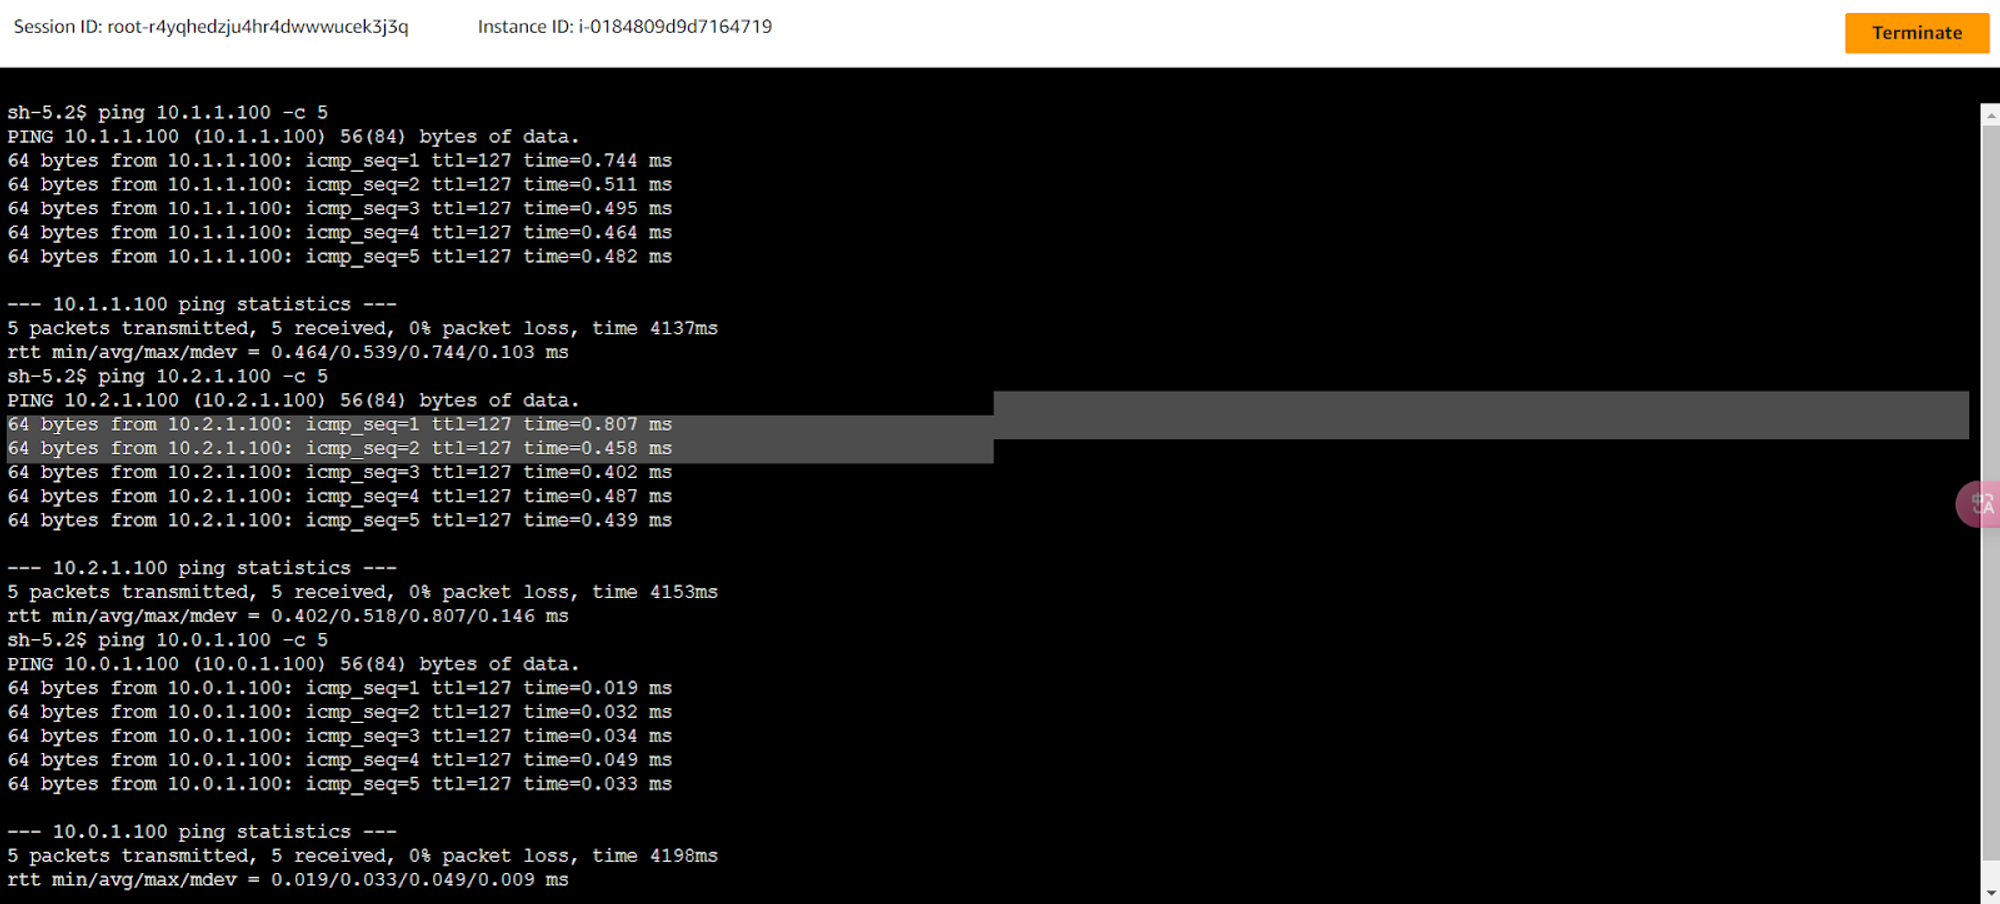 Session ID: root-r4yqhedzju4hr4dwwwucek3j3q Instance ID: i-0184809d9d7164719 Terminate
sh-5.2$ ping 10.1.1.100 -c 5
PING 10.1.1.100 (10.1.1.100) 56(84) bytes of data.
64 bytes from 10.1.1.100: icmp_seq=1 ttl=127 time=0.744 ms
64 bytes from 10.1.1.100: icmp_seq=2 ttl=127 time=0.511 ms
64 bytes from 10.1.1.100: icmp_seq=3 ttl=127 time=0.495 ms
64 bytes from 10.1.1.100: icmp_seq=4 ttl=127 time=0.464 ms
64 bytes from 10.1.1.100: icmp_seq=5 ttl=127 time=0.482 ms
--- 10.1.1.100 ping statistics ---
5 packets transmitted, 5 received, 0% packet loss, time 4137ms
rtt min/avg/max/mdev = 0.464/0.539/0.744/0.103 ms
sh-5.2$ ping 10.2.1.100 -c 5
PING 10.2.1.100 (10.2.1.100) 56(84) bytes of data.
64 bytes from 10.2.1.100: icmp_seq=1 ttl=127 time=0.807 ms
64 bytes from 10.2.1.100: icmp_seq=2 ttl=127 time=0.458 ms
64 bytes from 10.2.1.100: icmp_seq=3 ttl=127 time=0.402 ms
64 bytes from 10.2.1.100: icmp_seq=4 ttl=127 time=0.487 ms
64 bytes from 10.2.1.100: icmp_seq=5 ttl=127 time=0.439 ms
--- 10.2.1.100 ping statistics ---
5 packets transmitted, 5 received, 0% packet loss, time 4153ms
rtt min/avg/max/mdev = 0.402/0.518/0.807/0.146 ms
sh-5.2$ ping 10.0.1.100 -c 5
PING 10.0.1.100 (10.0.1.100) 56(84) bytes of data.
64 bytes from 10.0.1.100: icmp_seq=1 ttl=127 time=0.019 ms
64 bytes from 10.0.1.100: icmp_seq=2 ttl=127 time=0.032 ms
64 bytes from 10.0.1.100: icmp_seq=3 ttl=127 time=0.034 ms
64 bytes from 10.0.1.100: icmp_seq=4 ttl=127 time=0.049 ms
64 bytes from 10.0.1.100: icmp_seq=5 ttl=127 time=0.033 ms
--- 10.0.1.100 ping statistics ---
5 packets transmitted, 5 received, 0% packet loss, time 4198ms
rtt min/avg/max/mdev = 0.019/0.033/0.049/0.009 ms